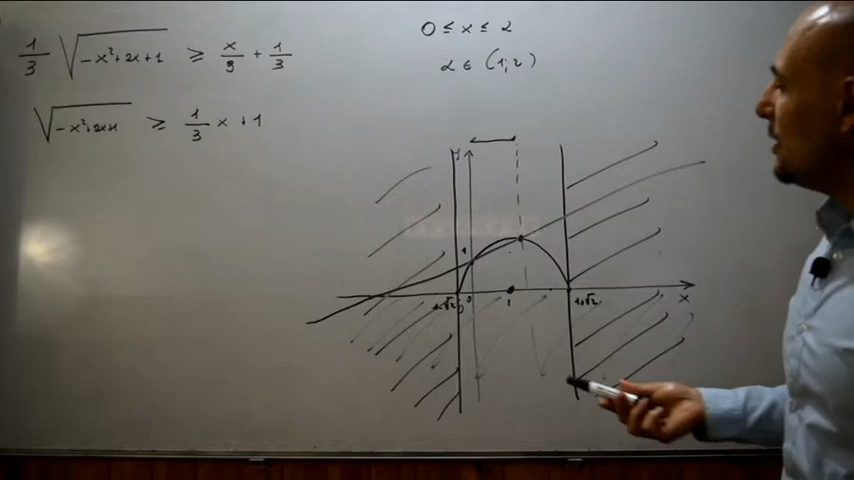 1/3 √(-x²+2x+1) ≥ x/9 + 1/3
0 ≤ x ≤ α
α ∈ (1;2)
√(-x²+2x+1) ≥ 1/3 x + 1
y
1
1-√2 0 1 1+√2 x